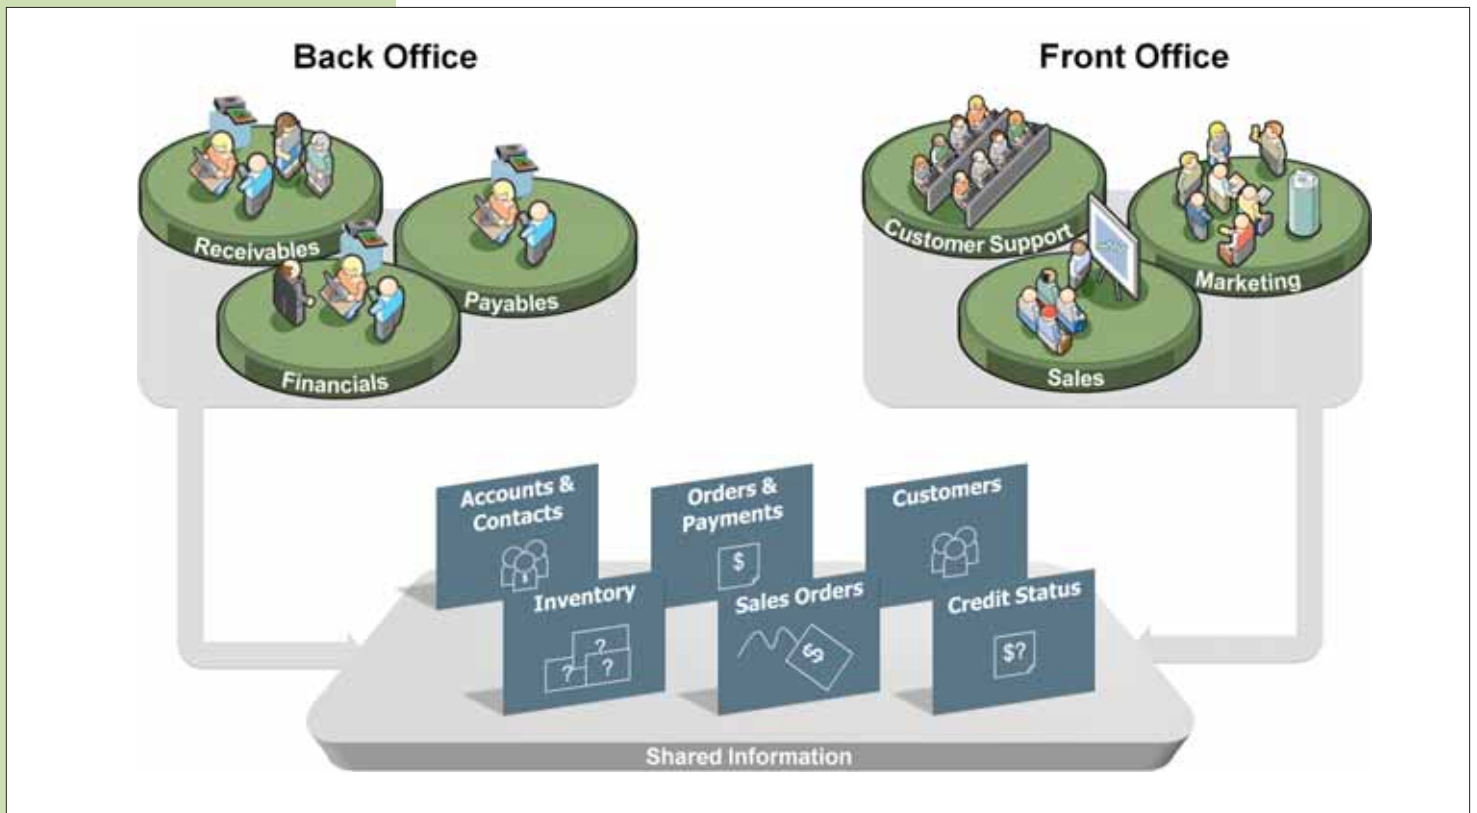 Back Office
Front Office
Receivables
Payables
Financials
Customer Support
Marketing
Sales
Accounts &
Contacts
$
Orders &
Payments
$
Customers
Inventory
?
? ?
Sales Orders
$
Credit Status
$?
Shared Information